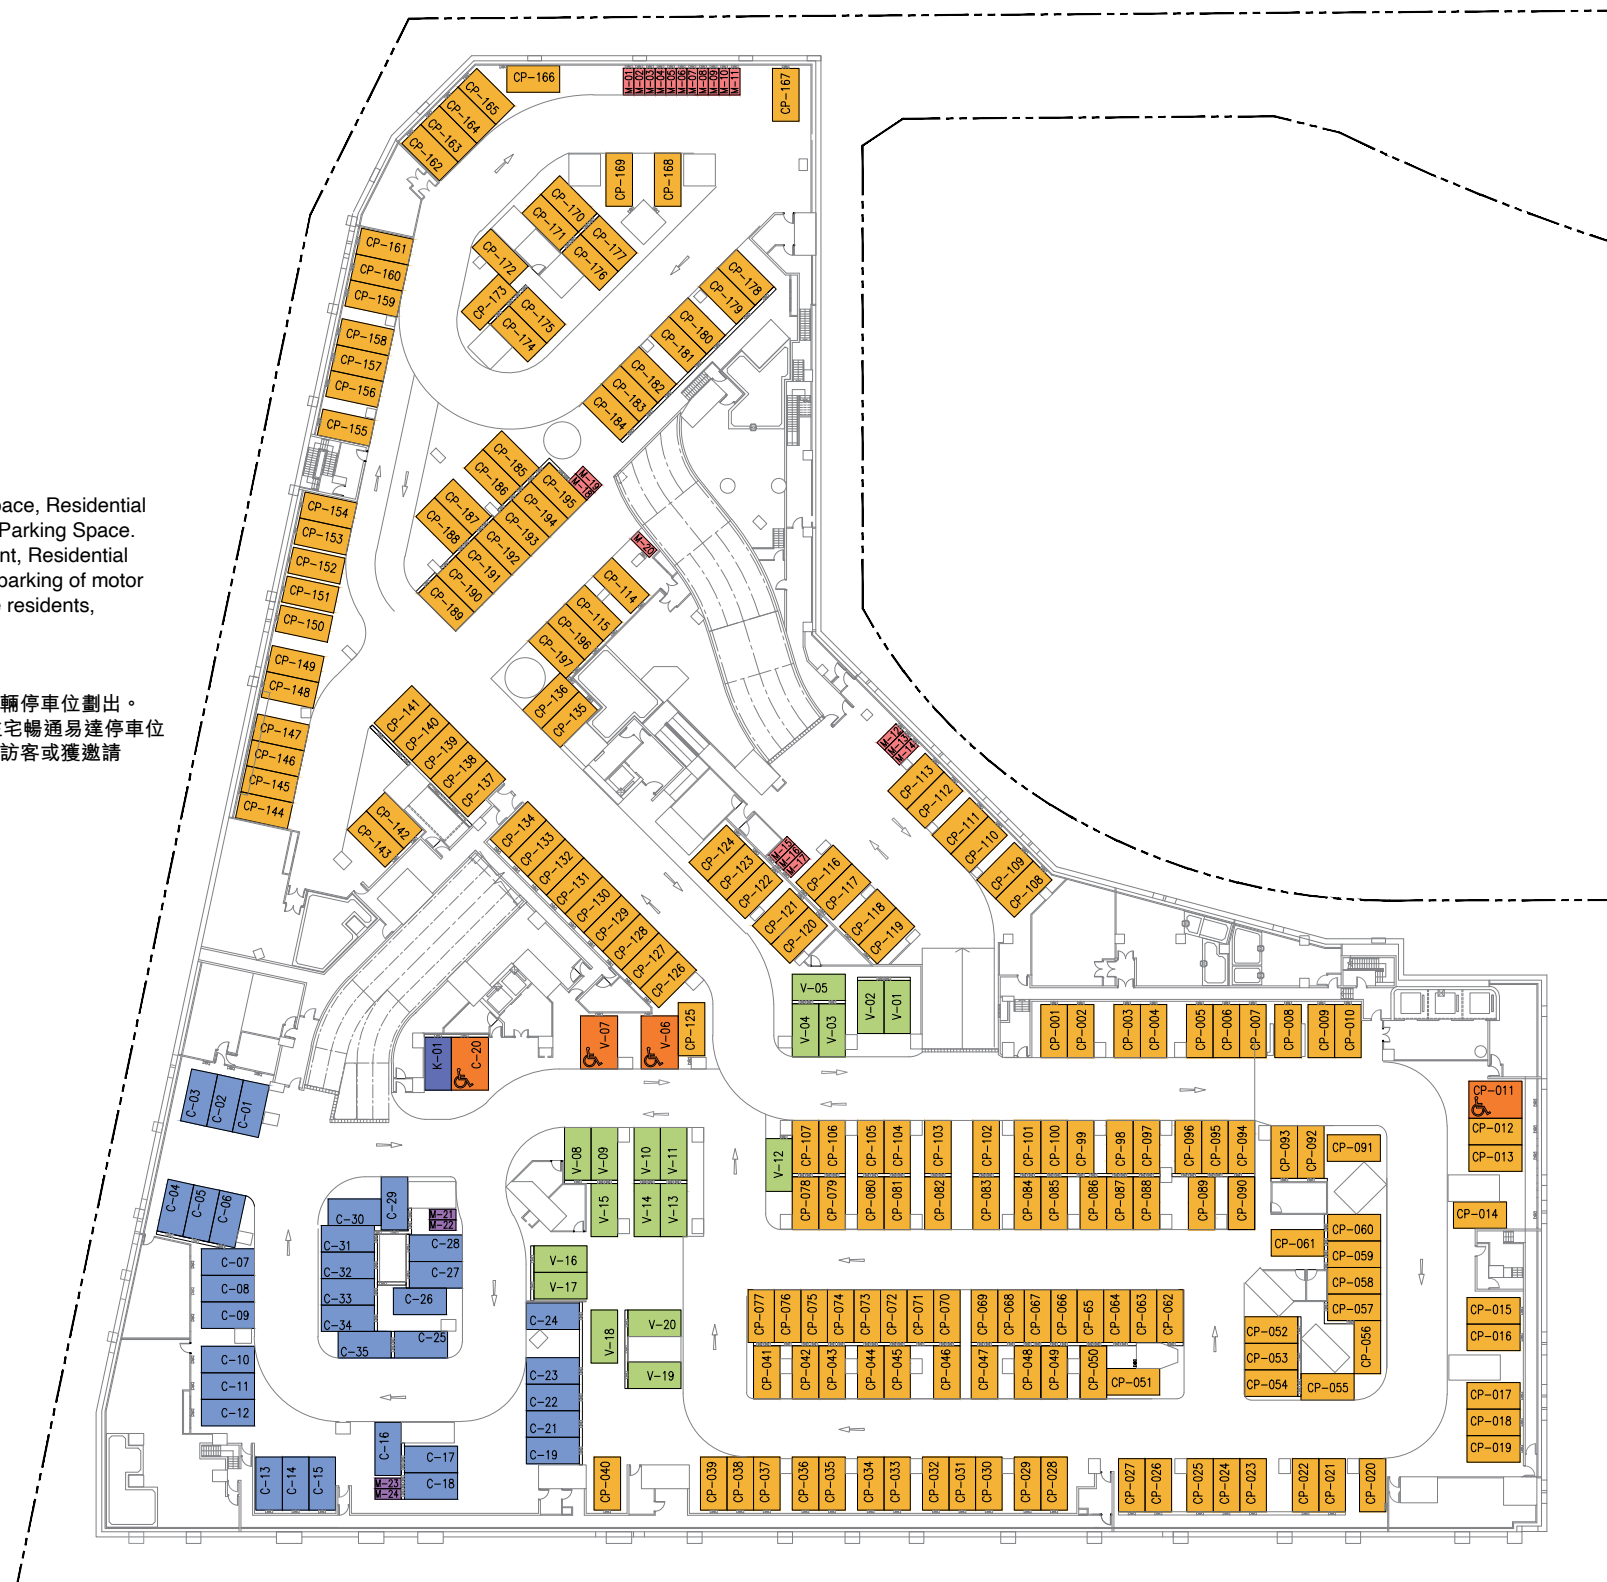 CP-166
M-01
M-02
M-03
M-04
M-05
M-06
M-07
M-08
M-09
M-10
M-11
CP-167
CP-165
CP-164
CP-163
CP-162
CP-169
CP-168
CP-170
CP-171
CP-177
CP-176
CP-172
CP-173
CP-175
CP-174
CP-161
CP-160
CP-159
CP-158
CP-157
CP-156
CP-155
CP-178
CP-179
CP-180
CP-181
CP-182
CP-183
CP-184
CP-185
CP-186
CP-187
CP-188
M-19
M-18
CP-195
CP-194
CP-193
CP-192
CP-191
CP-190
CP-189
CP-154
CP-153
CP-152
CP-151
CP-150
CP-149
CP-148
CP-147
CP-146
CP-145
CP-144
ace, Residential
Parking Space.
nt, Residential
parking of motor
residents,
輛停車位劃出。
宅暢通易達停車位
訪客或獲邀請
M-20
CP-114
CP-115
CP-196
CP-197
CP-136
CP-135
CP-141
CP-140
CP-139
CP-138
CP-137
CP-142
CP-143
M-12
M-13
M-14
CP-113
CP-112
CP-111
CP-110
CP-109
CP-108
CP-134
CP-133
CP-132
CP-131
CP-130
CP-129
CP-128
CP-127
CP-126
CP-124
CP-123
CP-122
CP-121
CP-120
M-15
M-16
M-17
CP-116
CP-117
CP-118
CP-119
V-05
V-04
V-03
V-02
V-01
CP-125
V-06
V-07
K-01
C-20
CP-001
CP-002
CP-003
CP-004
CP-005
CP-006
CP-007
CP-008
CP-009
CP-010
CP-011
CP-012
CP-013
CP-014
CP-015
CP-016
CP-017
CP-018
CP-019
C-03
C-02
C-01
C-04
C-05
C-06
C-07
C-08
C-09
C-10
C-11
C-12
C-13
C-14
C-15
C-16
C-17
C-18
M-23
M-24
C-29
C-30
C-31
C-32
C-33
C-34
C-35
M-21
M-22
C-28
C-27
C-26
C-25
V-08
V-09
V-10
V-11
V-15
V-14
V-13
V-16
V-17
V-18
V-20
V-19
C-24
C-23
C-22
C-21
C-19
V-12
CP-107
CP-106
CP-105
CP-104
CP-103
CP-102
CP-101
CP-100
CP-99
CP-98
CP-097
CP-096
CP-095
CP-094
CP-093
CP-092
CP-091
CP-078
CP-079
CP-080
CP-081
CP-082
CP-083
CP-084
CP-085
CP-086
CP-087
CP-088
CP-089
CP-090
CP-061
CP-060
CP-059
CP-058
CP-057
CP-056
CP-052
CP-053
CP-054
CP-055
CP-077
CP-076
CP-075
CP-074
CP-073
CP-072
CP-071
CP-070
CP-069
CP-068
CP-067
CP-066
CP-65
CP-064
CP-063
CP-062
CP-041
CP-042
CP-043
CP-044
CP-045
CP-046
CP-047
CP-048
CP-049
CP-050
CP-051
CP-040
CP-039
CP-038
CP-037
CP-036
CP-035
CP-034
CP-033
CP-032
CP-031
CP-030
CP-029
CP-028
CP-027
CP-026
CP-025
CP-024
CP-023
CP-022
CP-021
CP-020